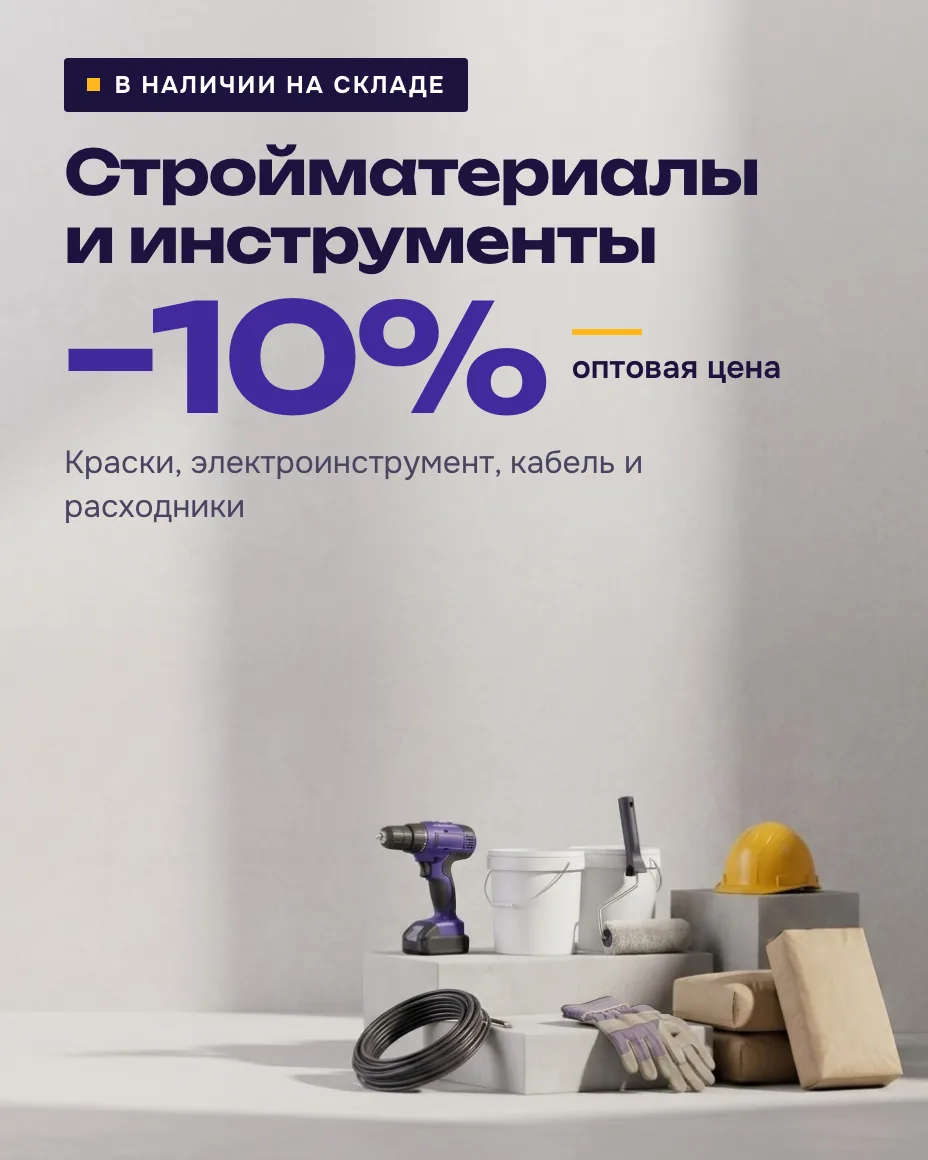 В НАЛИЧИИ НА СКЛАДЕ
Стройматериалы
и инструменты
−10%
оптовая цена
Краски, электроинструмент, кабель и
расходники